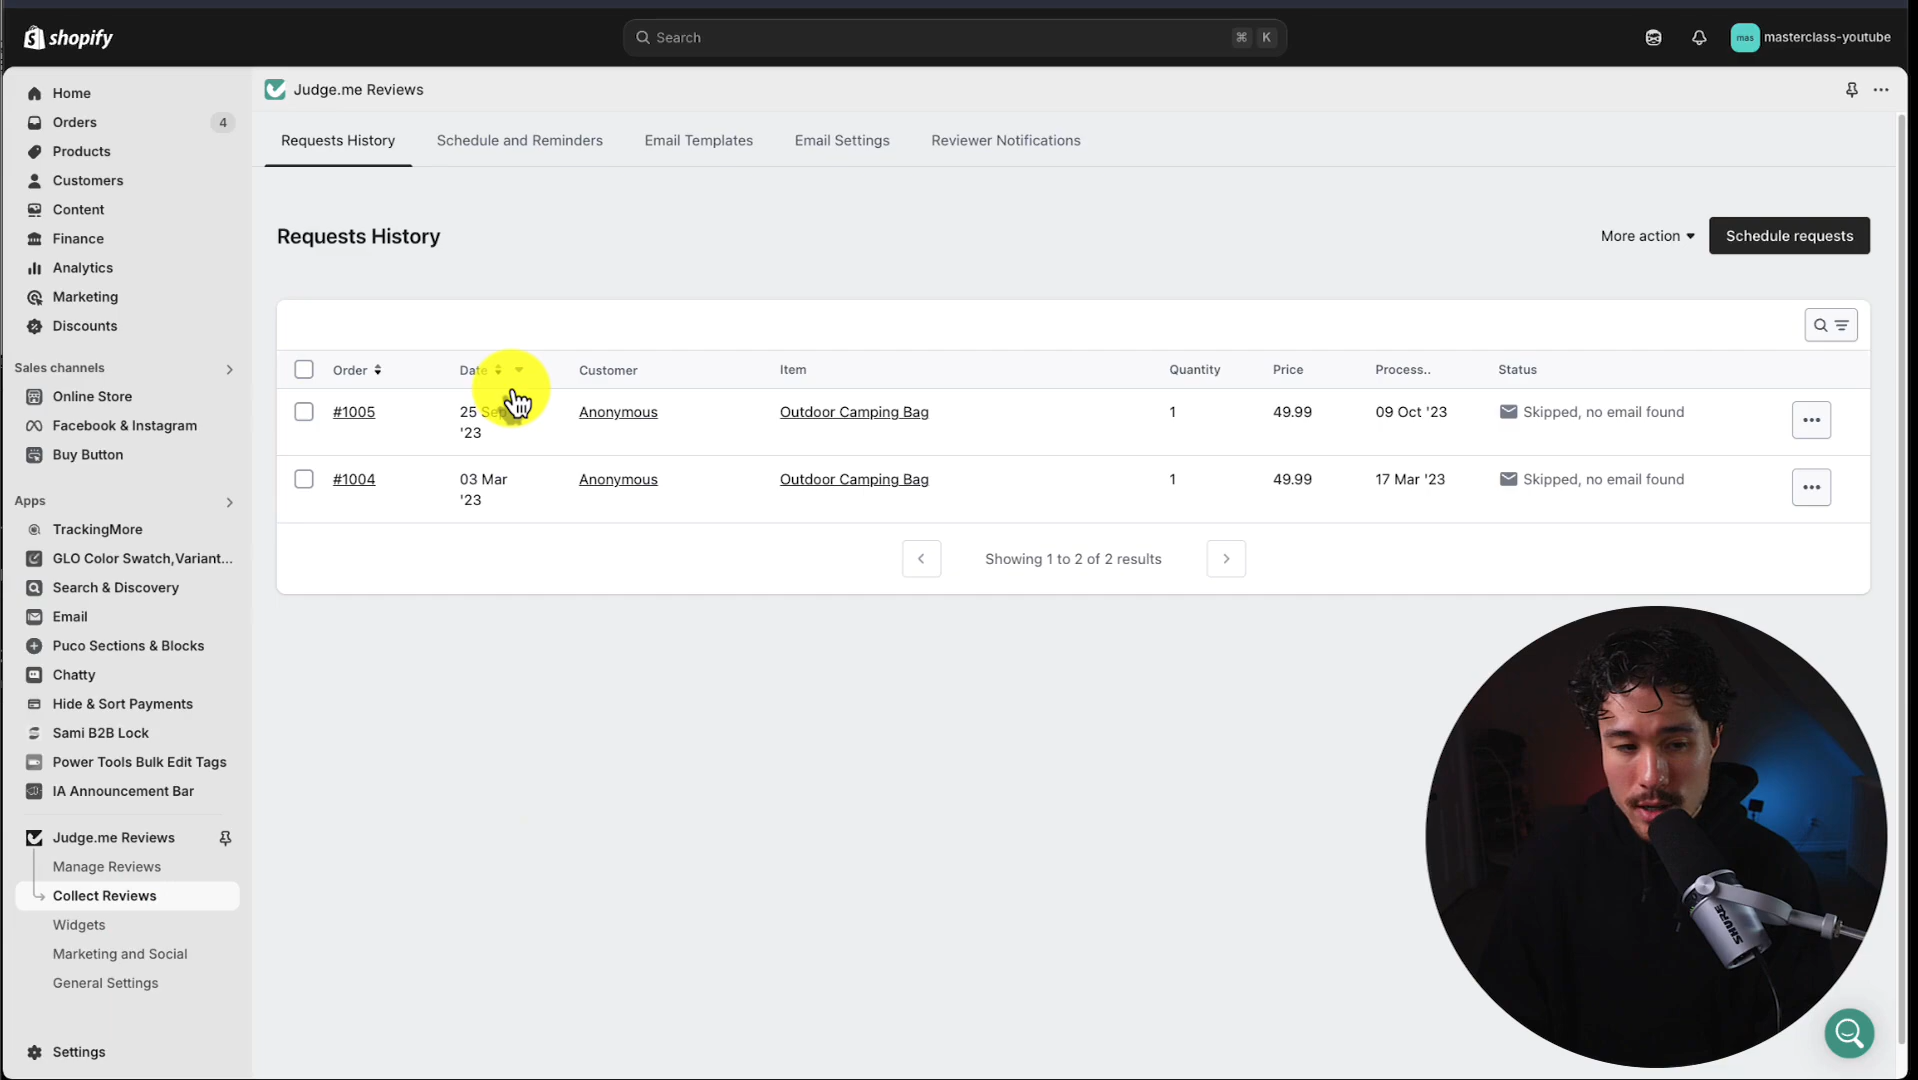 shopify
Search
⌘ K
mas
masterclass-youtube
Home
Orders 4
Products
Customers
Content
Finance
Analytics
Marketing
Discounts
Sales channels
Online Store
Facebook & Instagram
Buy Button
Apps
TrackingMore
GLO Color Swatch,Variant...
Search & Discovery
Email
Puco Sections & Blocks
Chatty
Hide & Sort Payments
Sami B2B Lock
Power Tools Bulk Edit Tags
IA Announcement Bar
Judge.me Reviews
Manage Reviews
Collect Reviews
Widgets
Marketing and Social
General Settings
Settings
Judge.me Reviews
Requests History Schedule and Reminders Email Templates Email Settings Reviewer Notifications
Requests History
More action
Schedule requests
Order Date Customer Item Quantity Price Process.. Status
#1005 25 Sep '23 Anonymous Outdoor Camping Bag 1 49.99 09 Oct '23 Skipped, no email found
#1004 03 Mar '23 Anonymous Outdoor Camping Bag 1 49.99 17 Mar '23 Skipped, no email found
Showing 1 to 2 of 2 results
SHURE